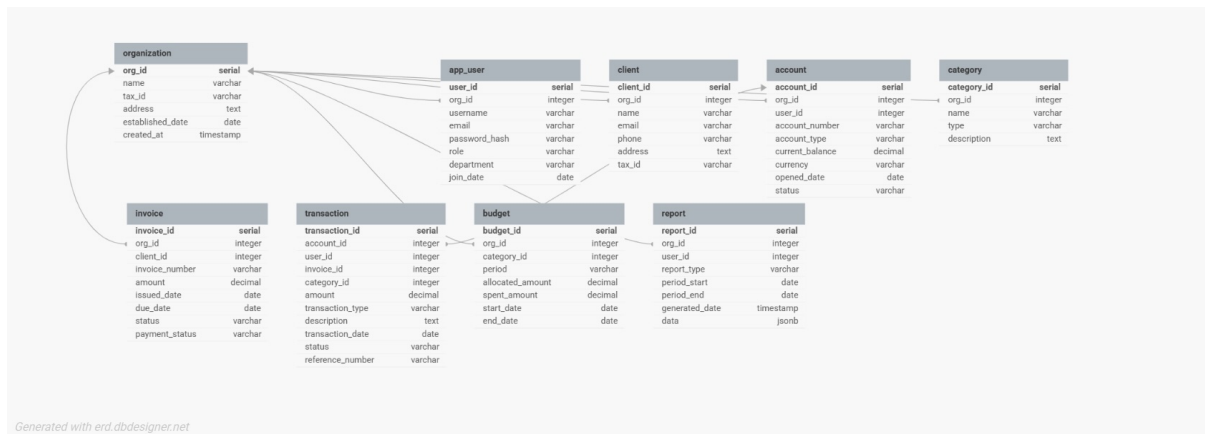 organization
org_id serial
name varchar
tax_id varchar
address text
established_date date
created_at timestamp
app_user
user_id serial
org_id integer
username varchar
email varchar
password_hash varchar
role varchar
department varchar
join_date date
client
client_id serial
org_id integer
name varchar
email varchar
phone varchar
address text
tax_id varchar
account
account_id serial
org_id integer
user_id integer
account_number varchar
account_type varchar
current_balance decimal
currency varchar
opened_date date
status varchar
category
category_id serial
org_id integer
name varchar
type varchar
description text
invoice
invoice_id serial
org_id integer
client_id integer
invoice_number varchar
amount decimal
issued_date date
due_date date
status varchar
payment_status varchar
transaction
transaction_id serial
account_id integer
user_id integer
invoice_id integer
category_id integer
amount decimal
transaction_type varchar
description text
transaction_date date
status varchar
reference_number varchar
budget
budget_id serial
org_id integer
category_id integer
period varchar
allocated_amount decimal
spent_amount decimal
start_date date
end_date date
report
report_id serial
org_id integer
user_id integer
report_type varchar
period_start date
period_end date
generated_date timestamp
data jsonb
Generated with erd.dbdesigner.net